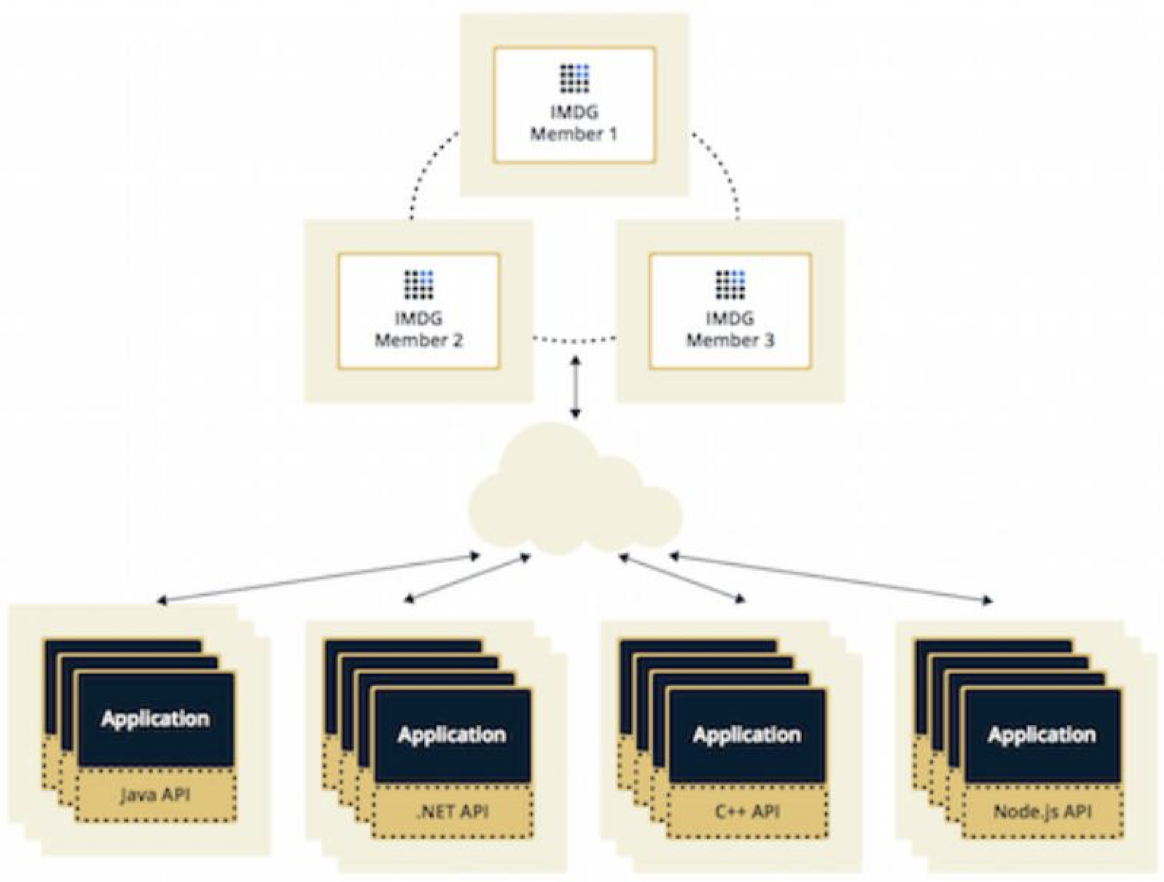 IMDG
Member 1
IMDG
Member 2
IMDG
Member 3
Application
Java API
Application
.NET API
Application
C++ API
Application
Node.js API